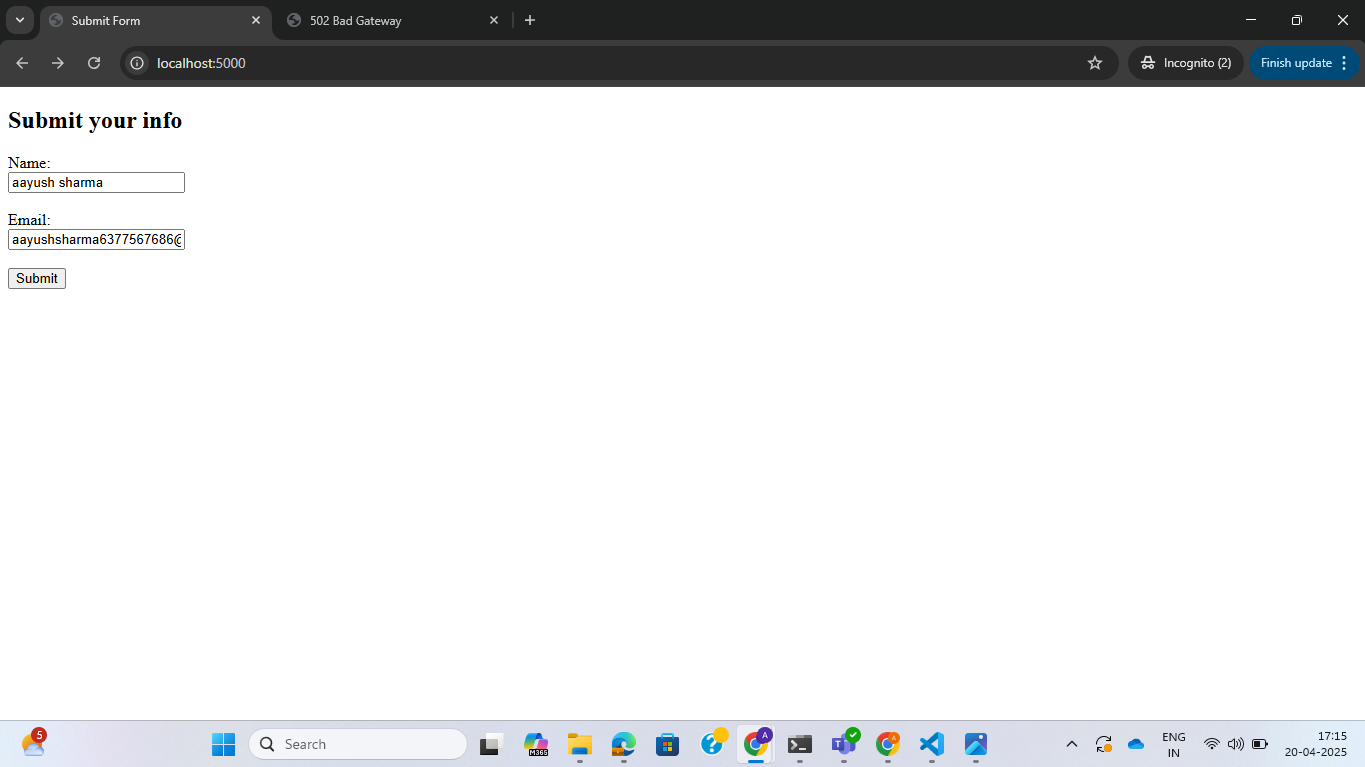 Submit Form
502 Bad Gateway
localhost:5000
Incognito (2)
Finish update
Submit your info
Name:
aayush sharma
Email:
aayushsharma6377567686@
Submit
5
Search
M365
A
T
A
ENG
IN
17:15
20-04-2025